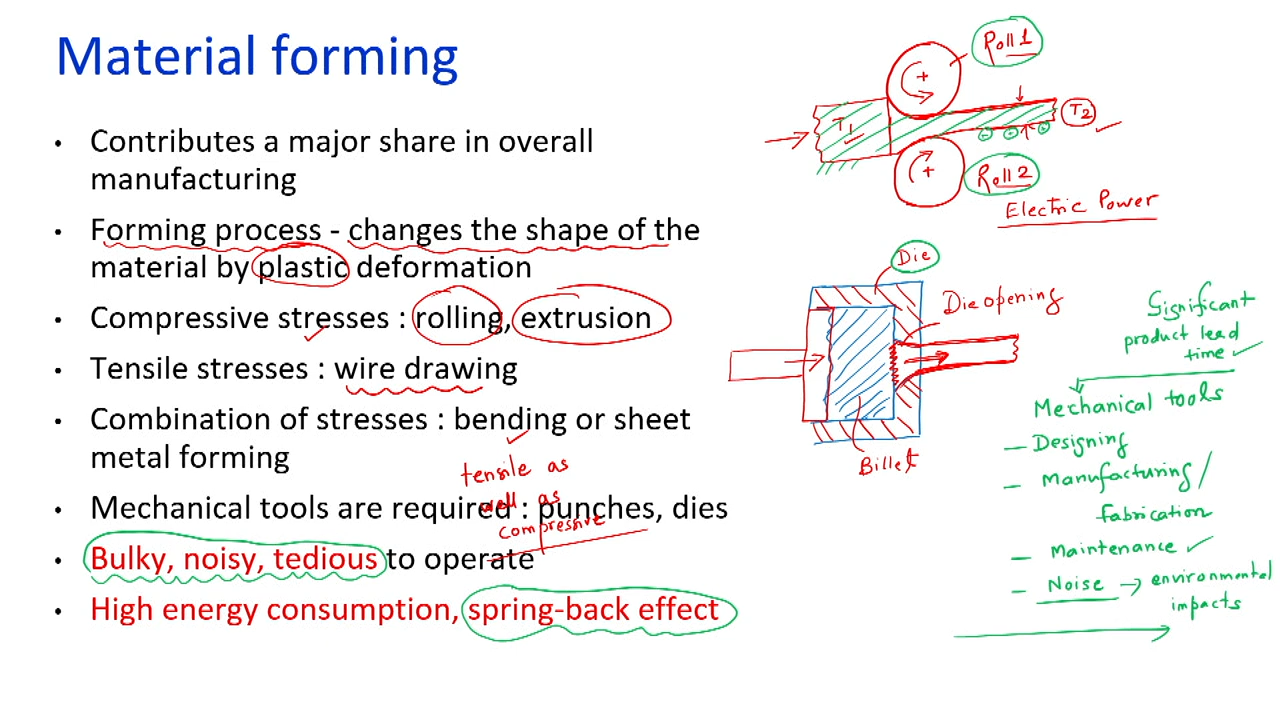 Material forming
• Contributes a major share in overall
manufacturing
• Forming process - changes the shape of the
material by plastic deformation
• Compressive stresses : rolling, extrusion
Tensile stresses : wire drawing
• Combination of stresses : bending or sheet
metal forming
tensile as
well as
compressive
• Mechanical tools are required : punches, dies
• Bulky, noisy, tedious to operate
• High energy consumption, spring-back effect
Roll 1
T1
T2
Roll 2
Electric Power
Die
Die opening
Billet
Significant
product lead
time
Mechanical tools
– Designing
– Manufacturing/
fabrication
– Maintenance
– Noise → environmental
impacts